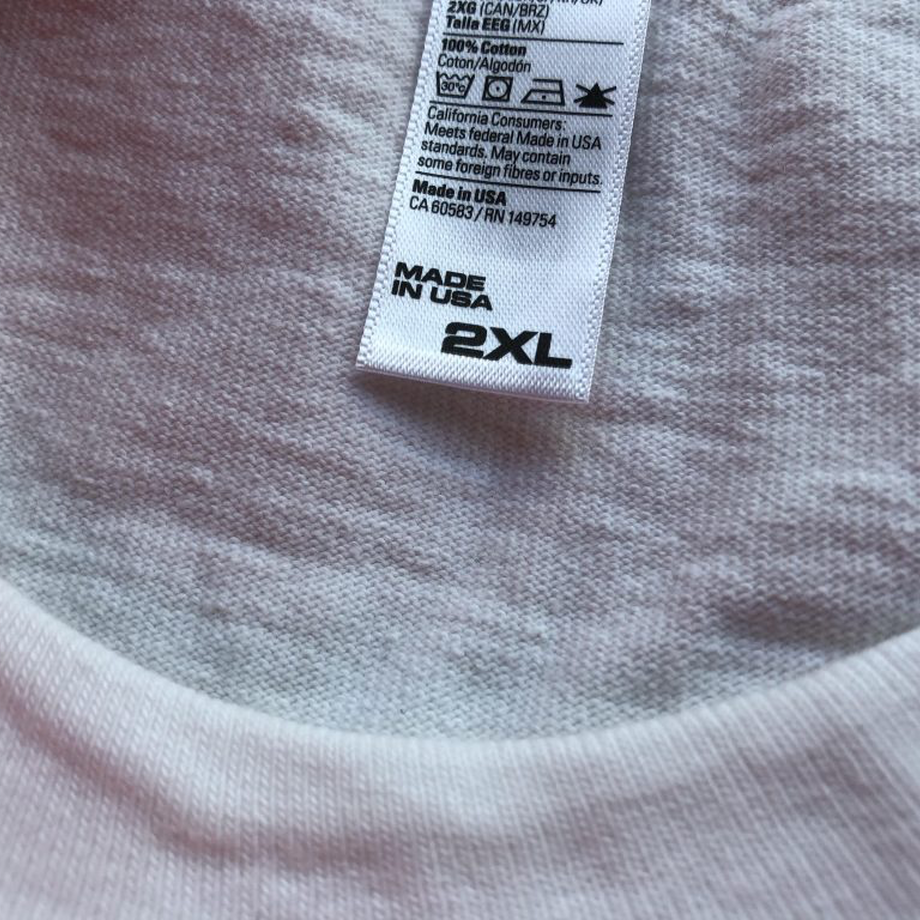 2XG (CAN/BRZ)
Talla EEG (MX)
100% Cotton
Coton/Algodón
30°C
California Consumers:
Meets federal Made in USA
standards. May contain
some foreign fibres or inputs.
Made in USA
CA 60583 / RN 149754
MADE
IN USA
2XL